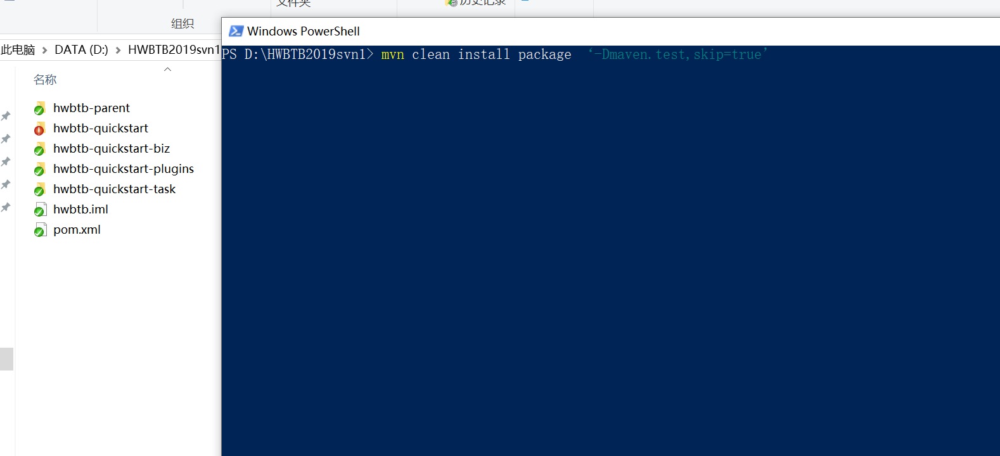 文件夹
历史记录
组织
Windows PowerShell
此电脑 > DATA (D:) > HWBTB2019svn1
PS D:\HWBTB2019svn1> mvn clean install package ‘-Dmaven.test,skip=true’
名称
hwbtb-parent
hwbtb-quickstart
hwbtb-quickstart-biz
hwbtb-quickstart-plugins
hwbtb-quickstart-task
hwbtb.iml
pom.xml